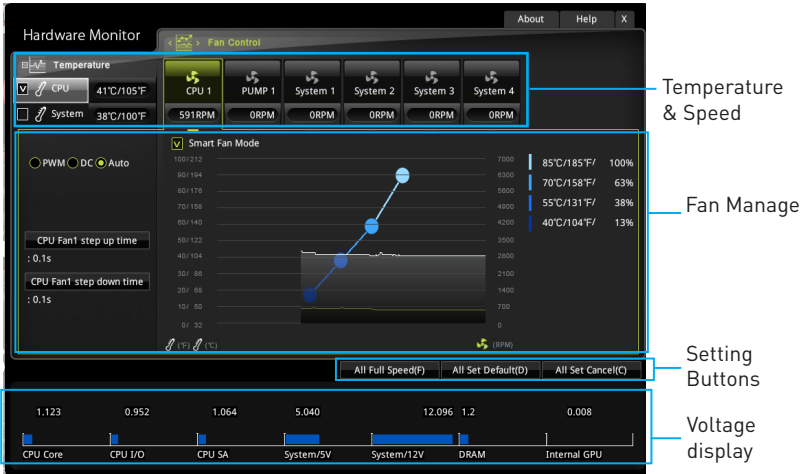 About Help X
Hardware Monitor
Fan Control
Temperature
CPU 41°C/105°F
System 38°C/100°F
CPU 1 PUMP 1 System 1 System 2 System 3 System 4
591RPM 0RPM 0RPM 0RPM 0RPM 0RPM
Temperature
& Speed
Smart Fan Mode
PWM DC Auto
CPU Fan1 step up time
: 0.1s
CPU Fan1 step down time
: 0.1s
100/212 7000
90/194 6300
80/176 5600
70/158 4900
60/140 4200
50/122 3500
40/104 2800
30/ 86 2100
20/ 68 1400
10/ 50 700
0/ 32 0
(°F) (°C) (RPM)
85°C/185°F/ 100%
70°C/158°F/ 63%
55°C/131°F/ 38%
40°C/104°F/ 13%
Fan Manage
All Full Speed(F) All Set Default(D) All Set Cancel(C)
Setting
Buttons
1.123 0.952 1.064 5.040 12.096 1.2 0.008
CPU Core CPU I/O CPU SA System/5V System/12V DRAM Internal GPU
Voltage
display